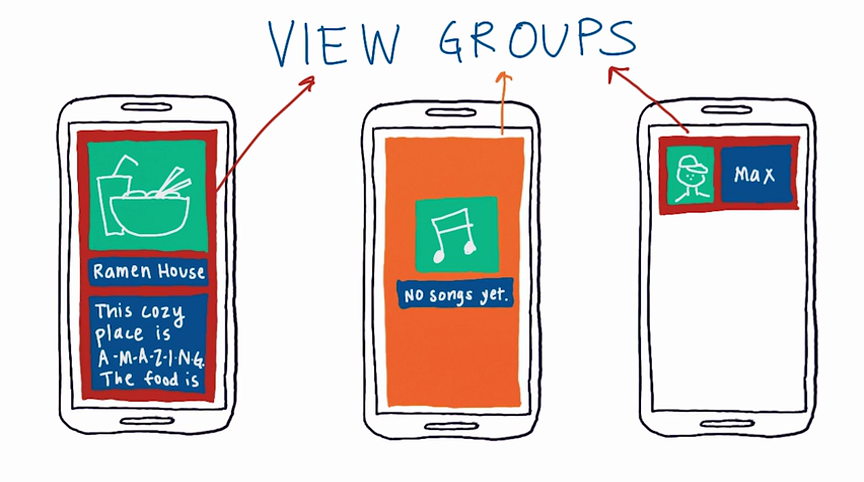 VIEW GROUPS
Ramen House
This cozy
place is
A-M-A-Z-I-N-G.
The food is
No songs yet.
Max